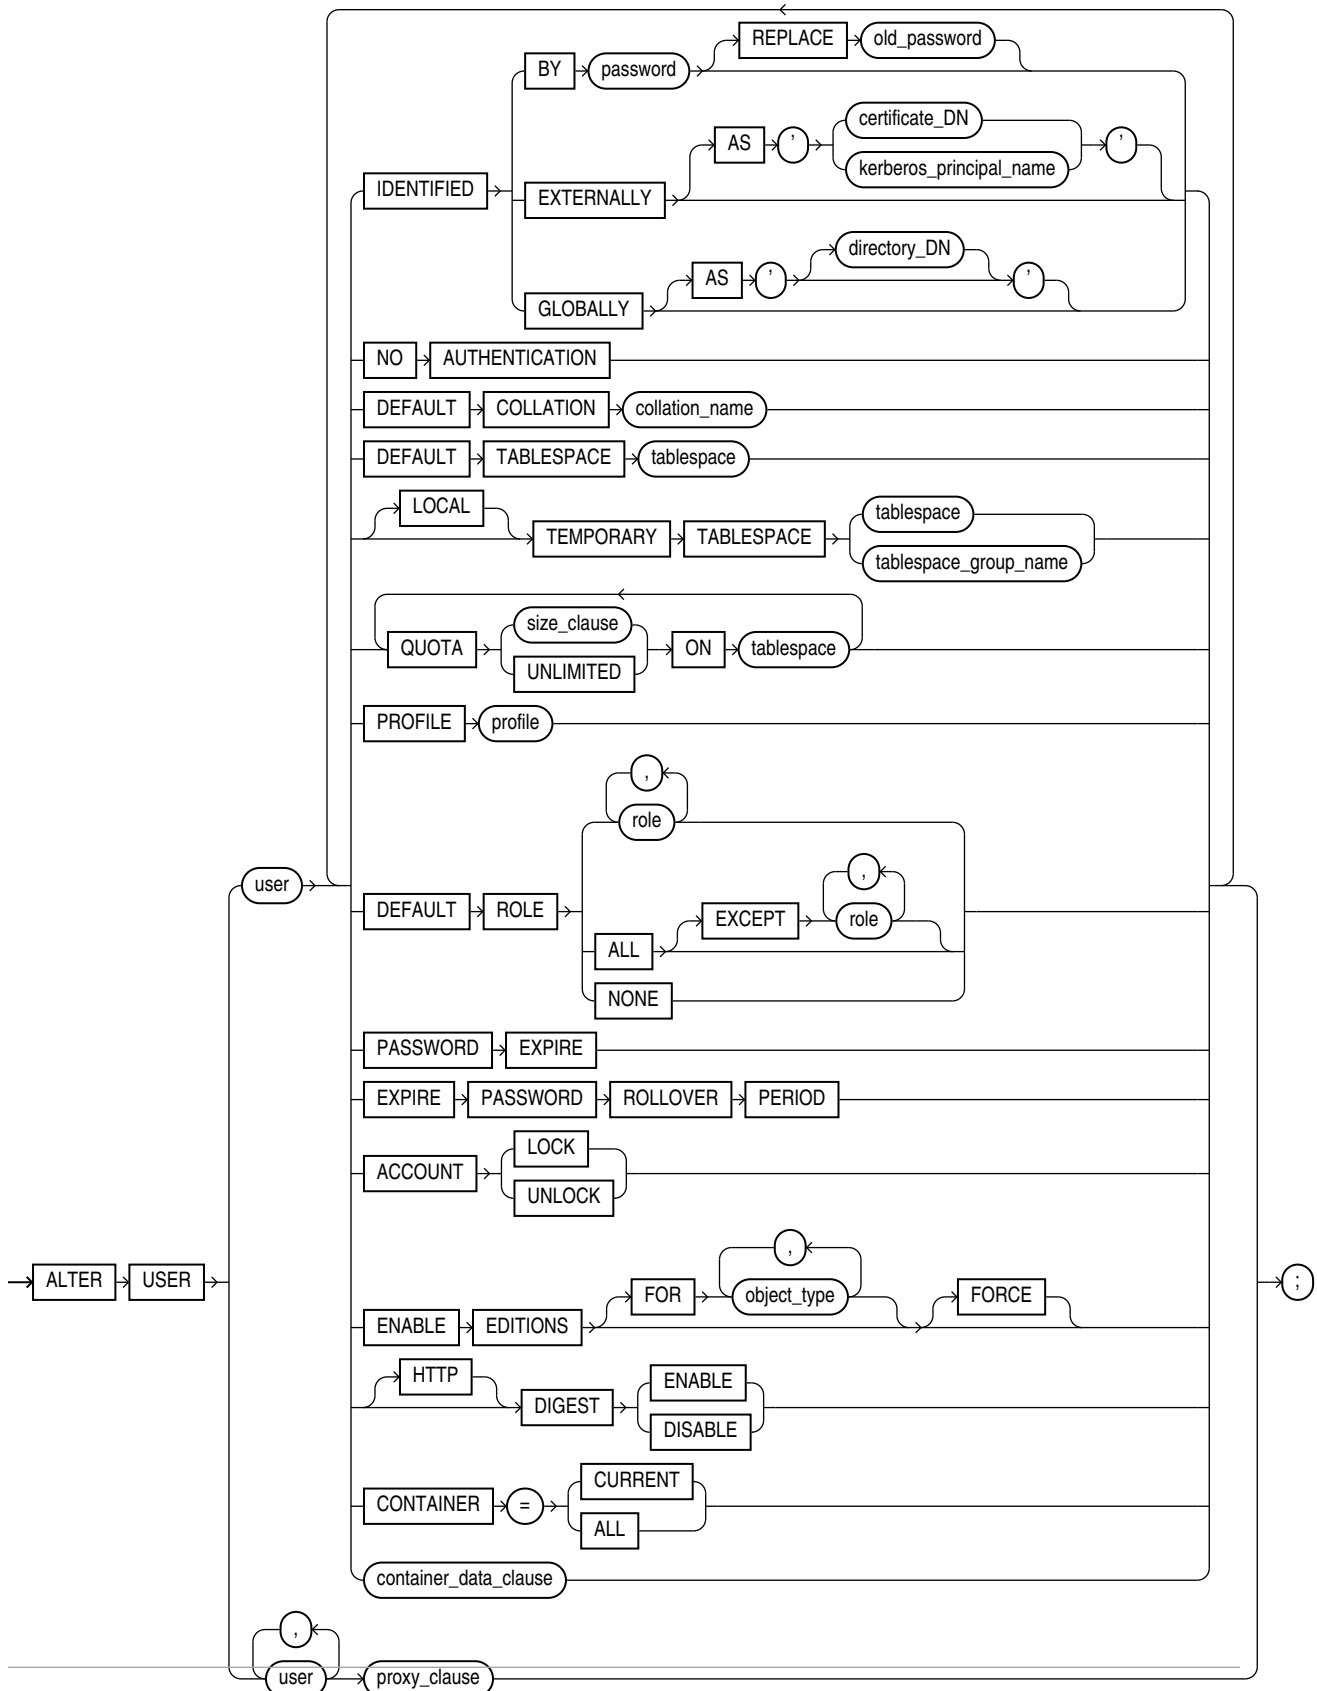 REPLACE old_password
BY password
certificate_DN
AS ' '
kerberos_principal_name
IDENTIFIED
EXTERNALLY
directory_DN
AS ' '
GLOBALLY
NO AUTHENTICATION
DEFAULT COLLATION collation_name
DEFAULT TABLESPACE tablespace
LOCAL
tablespace
TEMPORARY TABLESPACE
tablespace_group_name
size_clause
QUOTA ON tablespace
UNLIMITED
PROFILE profile
,
role
,
user
DEFAULT ROLE
EXCEPT role
ALL
NONE
PASSWORD EXPIRE
EXPIRE PASSWORD ROLLOVER PERIOD
LOCK
ACCOUNT
UNLOCK
,
ALTER USER ;
FOR object_type FORCE
ENABLE EDITIONS
HTTP
ENABLE
DIGEST
DISABLE
CURRENT
CONTAINER =
ALL
container_data_clause
,
user proxy_clause